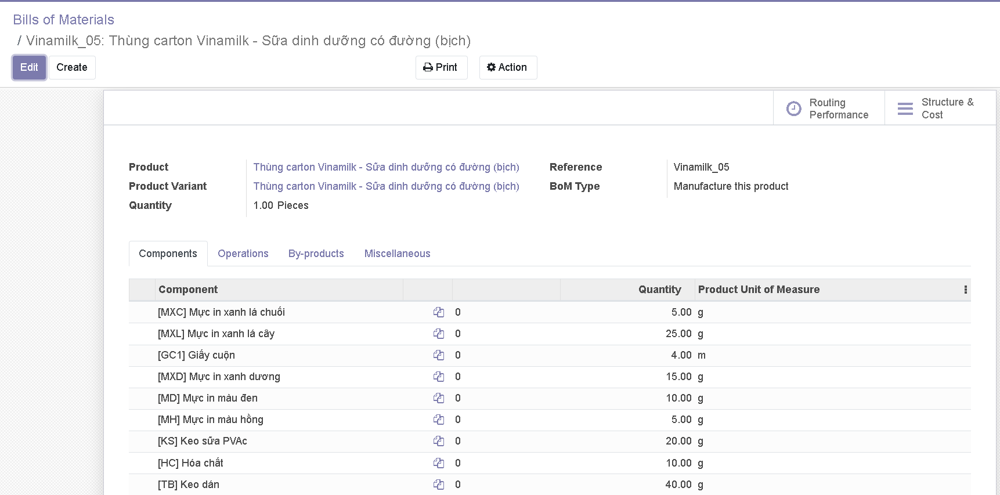 Bills of Materials
/ Vinamilk_05: Thùng carton Vinamilk - Sữa dinh dưỡng có đường (bịch)
Edit Create Print Action
Routing Performance
Structure & Cost
Product Thùng carton Vinamilk - Sữa dinh dưỡng có đường (bịch) Reference Vinamilk_05
Product Variant Thùng carton Vinamilk - Sữa dinh dưỡng có đường (bịch) BoM Type Manufacture this product
Quantity 1.00 Pieces
Components Operations By-products Miscellaneous
Component Quantity Product Unit of Measure
[MXC] Mực in xanh lá chuối 0 5.00 g
[MXL] Mực in xanh lá cây 0 25.00 g
[GC1] Giấy cuộn 0 4.00 m
[MXD] Mực in xanh dương 0 15.00 g
[MD] Mực in màu đen 0 10.00 g
[MH] Mực in màu hồng 0 5.00 g
[KS] Keo sữa PVAc 0 20.00 g
[HC] Hóa chất 0 10.00 g
[TB] Keo dán 0 40.00 g